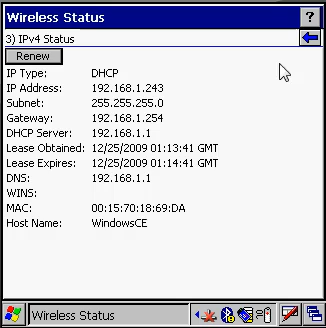 Wireless Status
?
3) IPv4 Status
Renew
IP Type: DHCP
IP Address: 192.168.1.243
Subnet: 255.255.255.0
Gateway: 192.168.1.254
DHCP Server: 192.168.1.1
Lease Obtained: 12/25/2009 01:13:41 GMT
Lease Expires: 12/25/2009 01:14:41 GMT
DNS: 192.168.1.1
WINS:
MAC: 00:15:70:18:69:DA
Host Name: WindowsCE
Wireless Status